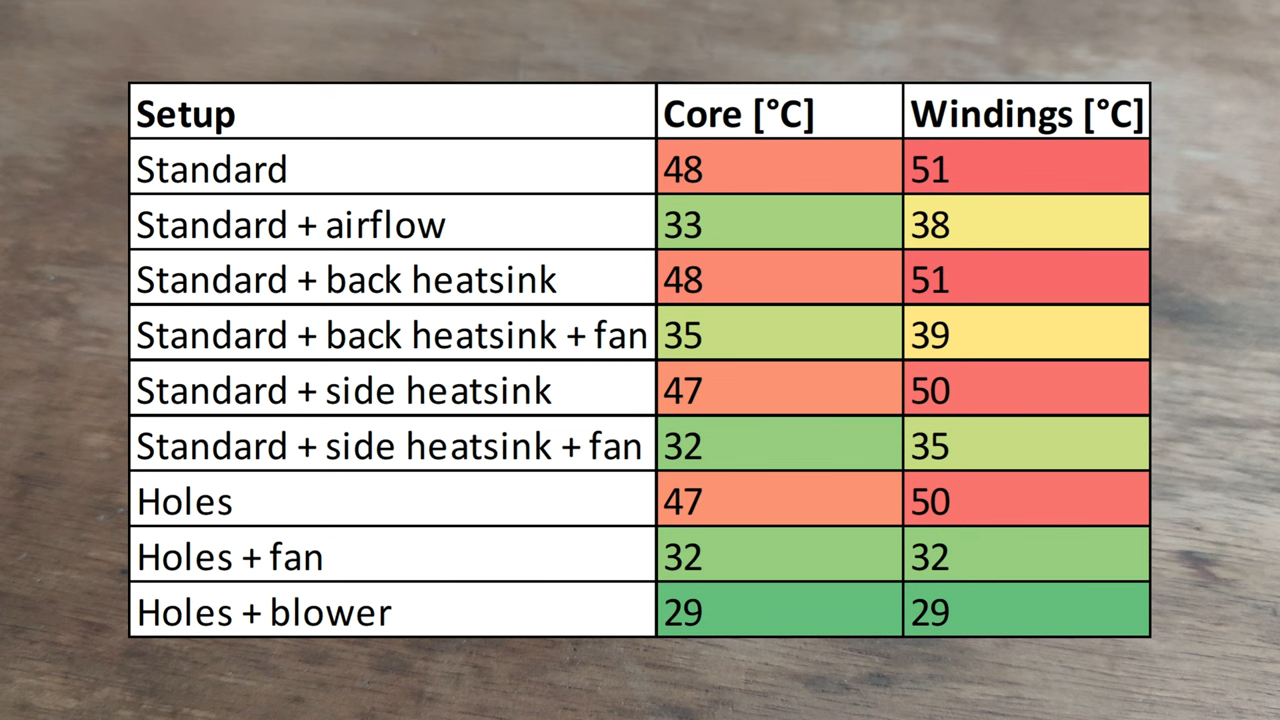 Setup Core [°C] Windings [°C]
Standard 48 51
Standard + airflow 33 38
Standard + back heatsink 48 51
Standard + back heatsink + fan 35 39
Standard + side heatsink 47 50
Standard + side heatsink + fan 32 35
Holes 47 50
Holes + fan 32 32
Holes + blower 29 29